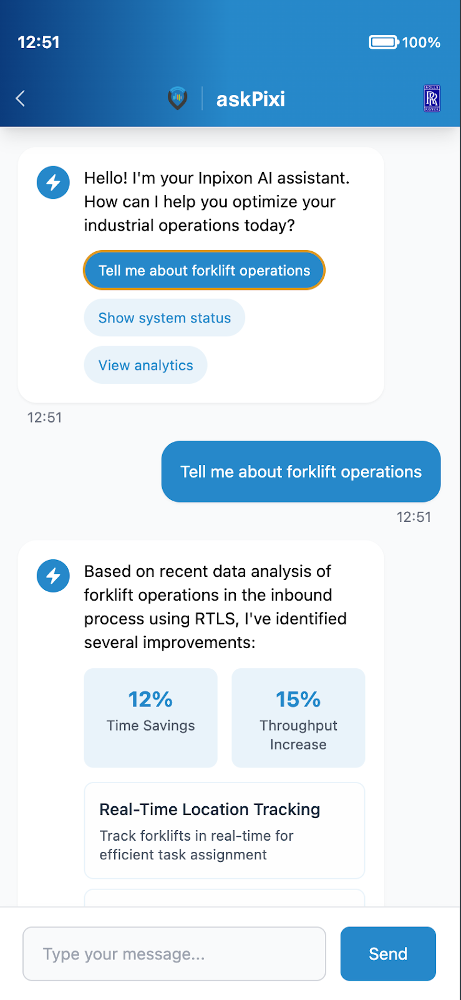 12:51
100%
askPixi
ROLLS
RR
ROYCE
Hello! I'm your Inpixon AI assistant.
How can I help you optimize your
industrial operations today?
Tell me about forklift operations
Show system status
View analytics
12:51
Tell me about forklift operations
12:51
Based on recent data analysis of
forklift operations in the inbound
process using RTLS, I've identified
several improvements:
12%
Time Savings
15%
Throughput
Increase
Real-Time Location Tracking
Track forklifts in real-time for
efficient task assignment
Type your message...
Send